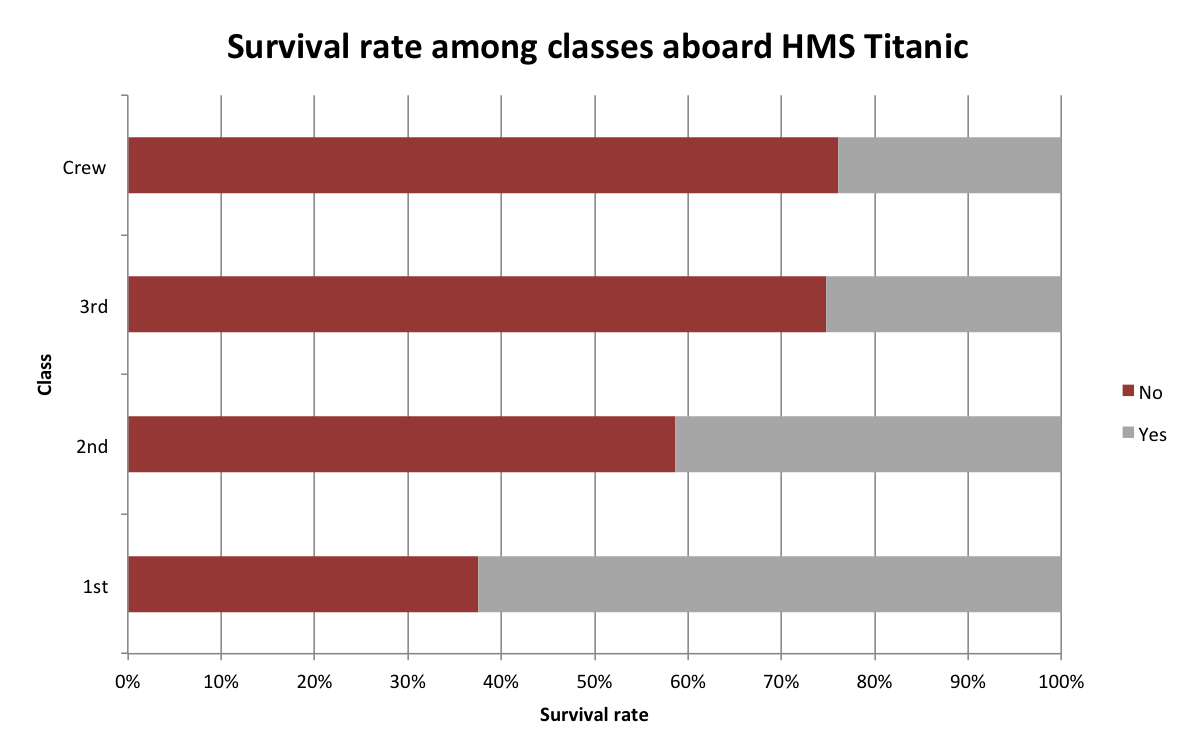 Survival rate among classes aboard HMS Titanic
Crew
3rd
2nd
1st
Class
0% 10% 20% 30% 40% 50% 60% 70% 80% 90% 100%
Survival rate
No
Yes